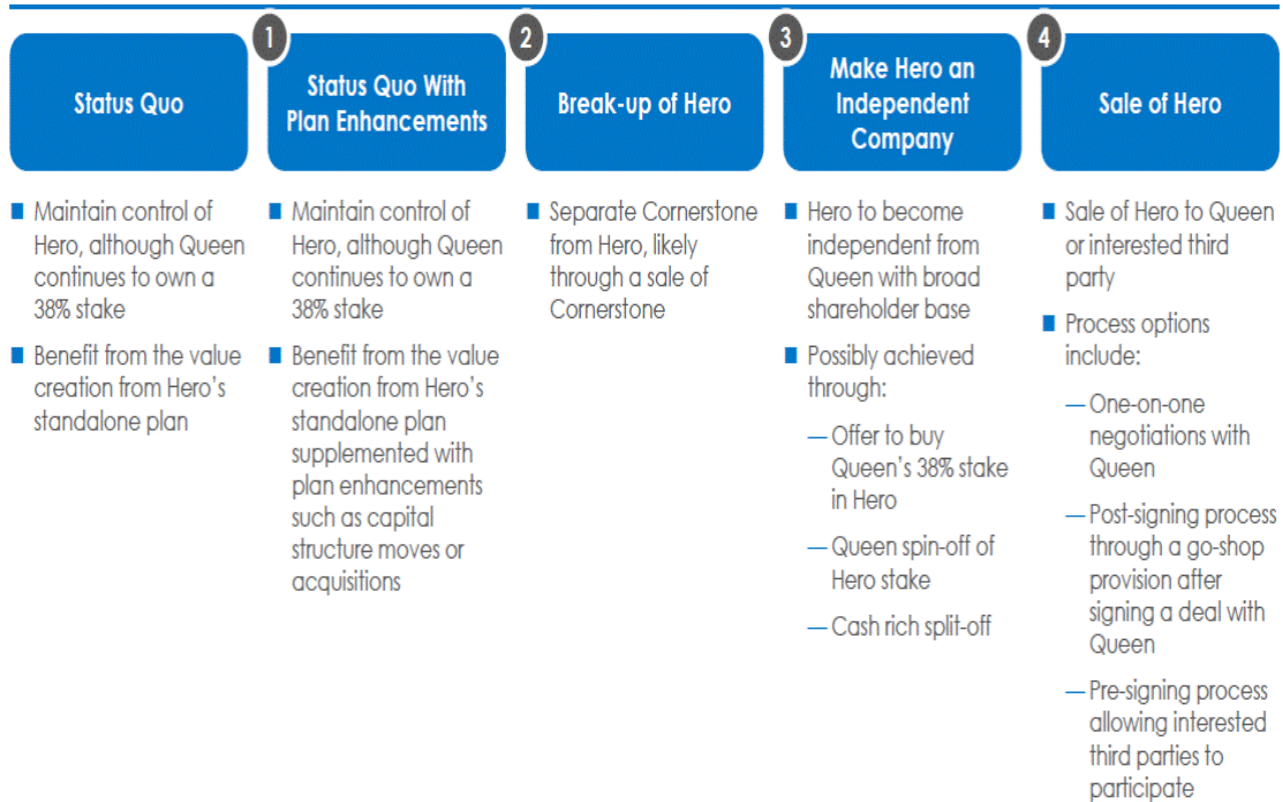 Status Quo
■ Maintain control of
Hero, although Queen
continues to own a
38% stake
■ Benefit from the value
creation from Hero's
standalone plan
1
Status Quo With
Plan Enhancements
■ Maintain control of
Hero, although Queen
continues to own a
38% stake
■ Benefit from the value
creation from Hero's
standalone plan
supplemented with
plan enhancements
such as capital
structure moves or
acquisitions
2
Break-up of Hero
■ Separate Cornerstone
from Hero, likely
through a sale of
Cornerstone
3
Make Hero an
Independent
Company
■ Hero to become
independent from
Queen with broad
shareholder base
■ Possibly achieved
through:
— Offer to buy
Queen's 38% stake
in Hero
— Queen spin-off of
Hero stake
— Cash rich split-off
4
Sale of Hero
■ Sale of Hero to Queen
or interested third
party
■ Process options
include:
— One-on-one
negotiations with
Queen
— Post-signing process
through a go-shop
provision after
signing a deal with
Queen
— Pre-signing process
allowing interested
third parties to
participate